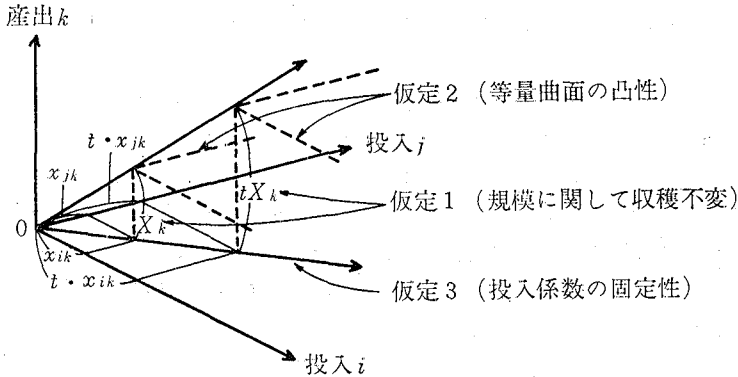 産出k
仮定2 (等量曲面の凸性)
t・xjk
投入j
xjk
tXk
O
Xk
仮定1 (規模に関して収穫不変)
xik
t・xik
仮定3 (投入係数の固定性)
投入i